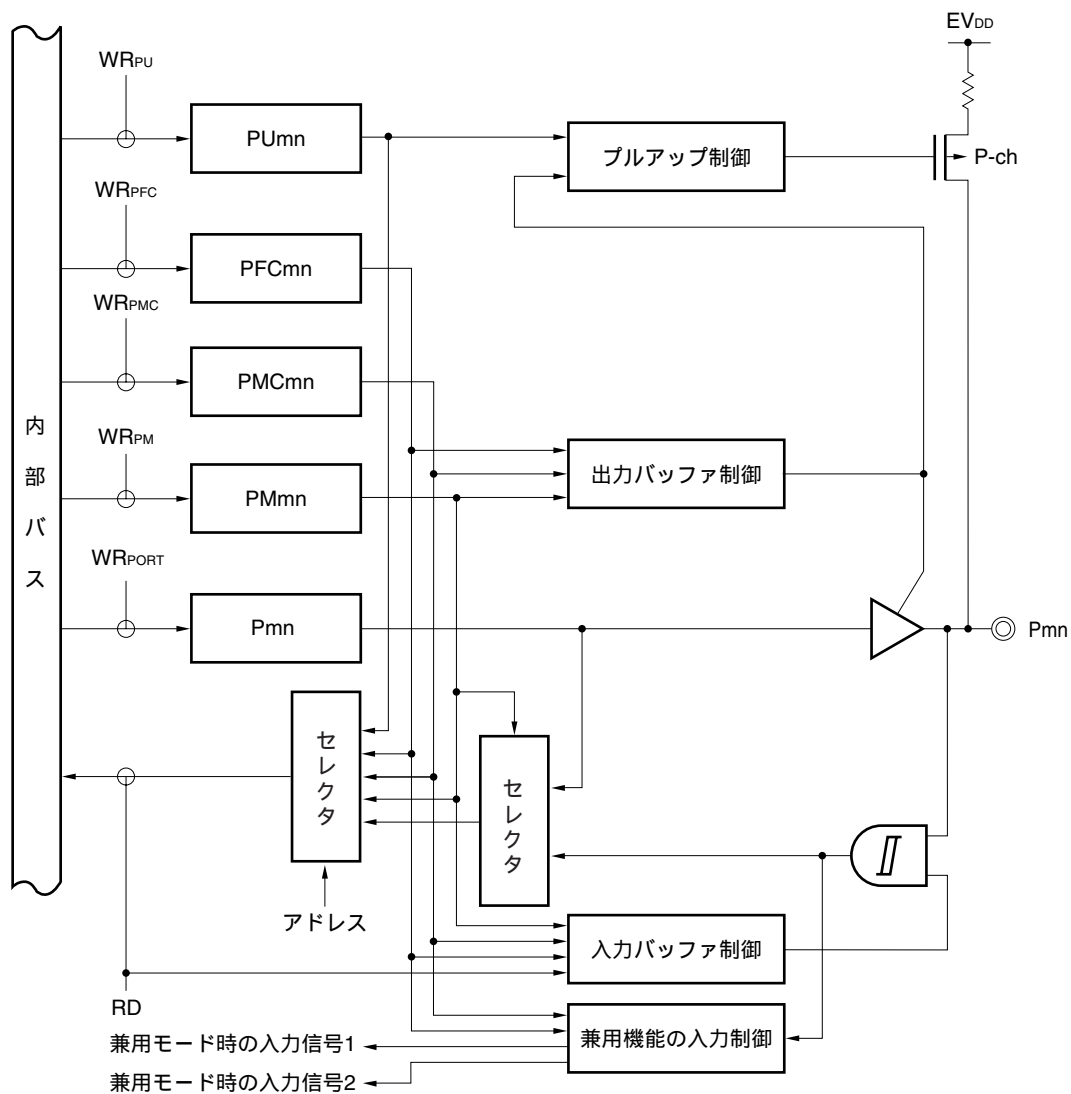 EVDD
WRPU
PUmn
プルアップ制御
P-ch
WRPFC
PFCmn
WRPMC
PMCmn
内部バス
WRPM
PMmn
出力バッファ制御
WRPORT
Pmn
Pmn
セレクタ
セレクタ
アドレス
入力バッファ制御
RD
兼用機能の入力制御
兼用モード時の入力信号1
兼用モード時の入力信号2